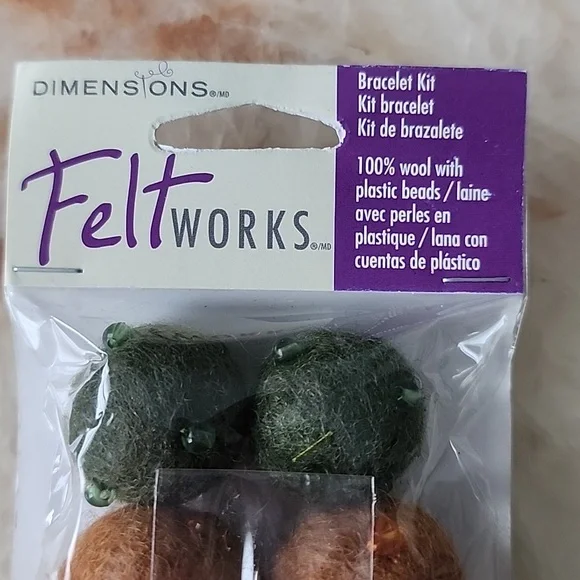 DIMENSIONS®/MD
Felt WORKS®/MD
Bracelet Kit
Kit bracelet
Kit de brazalete
100% wool with
plastic beads / laine
avec perles en
plastique / lana con
cuentas de plástico